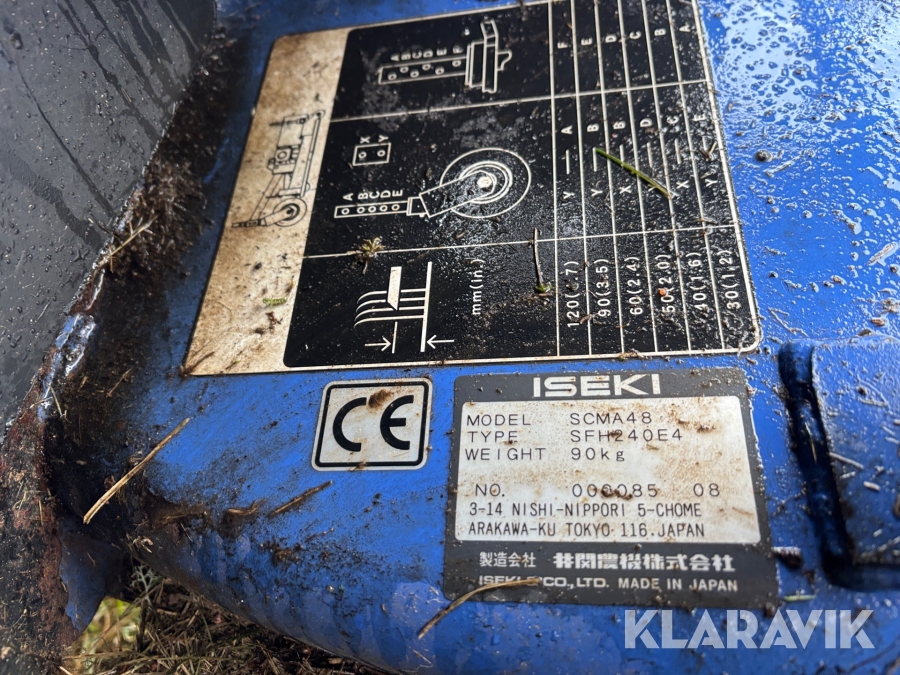 A B C D E F
F E D C B A
X Y
A B C D E
Y — A
Y — B
X — B
X — D
X — C
Y — E
mm(in.)
90(3.5)
60(2.4)
50(2.0)
40(1.6)
30(1.2)
CE
ISEKI
MODEL SCMA48
TYPE SFH240E4
WEIGHT 90kg
NO. 000085 08
3-14 NISHI-NIPPORI 5-CHOME
ARAKAWA-KU TOKYO 116.JAPAN
製造会社 井関農機株式会社
ISEKI & CO., LTD. MADE IN JAPAN
KLARAVIK